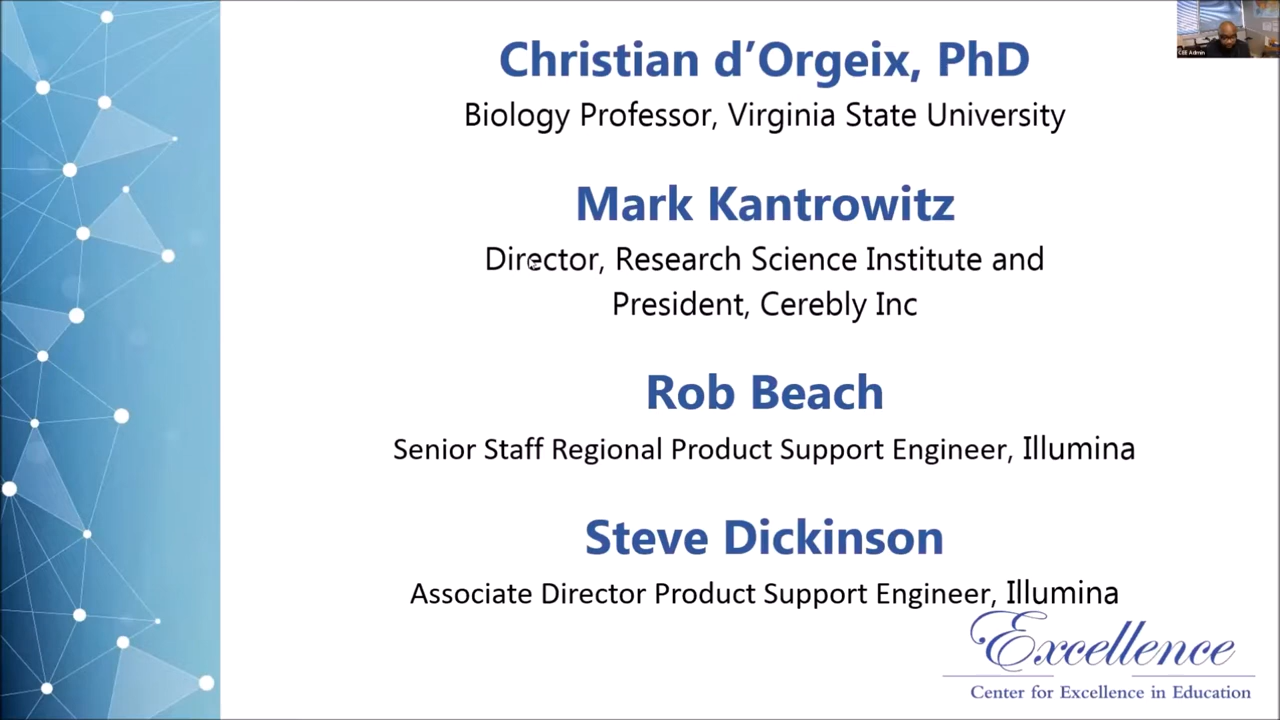 Christian d'Orgeix, PhD
Biology Professor, Virginia State University
Mark Kantrowitz
Director, Research Science Institute and
President, Cerebly Inc
Rob Beach
Senior Staff Regional Product Support Engineer, Illumina
Steve Dickinson
Associate Director Product Support Engineer, Illumina
Excellence
Center for Excellence in Education
CEE Admin